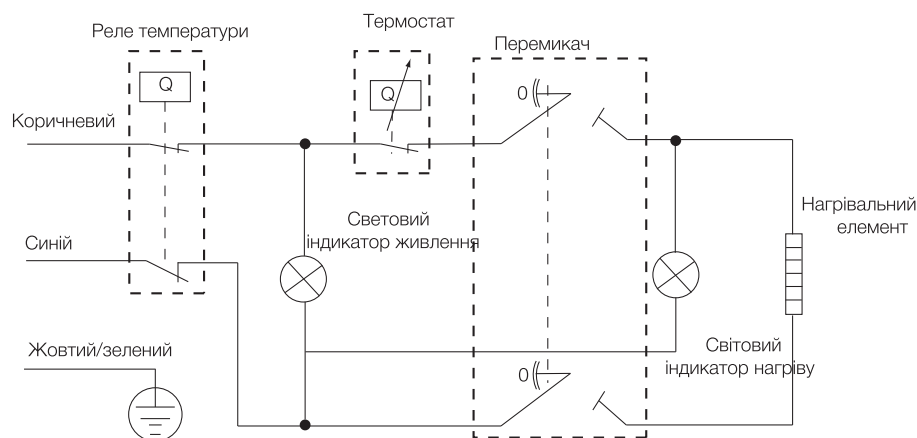 Термостат
Реле температури
Перемикач
Q
Q
0
Коричневий
Световий
індикатор живлення
Нагрівальний
елемент
Синій
Жовтий/зелений
Світовий
індикатор нагріву
0